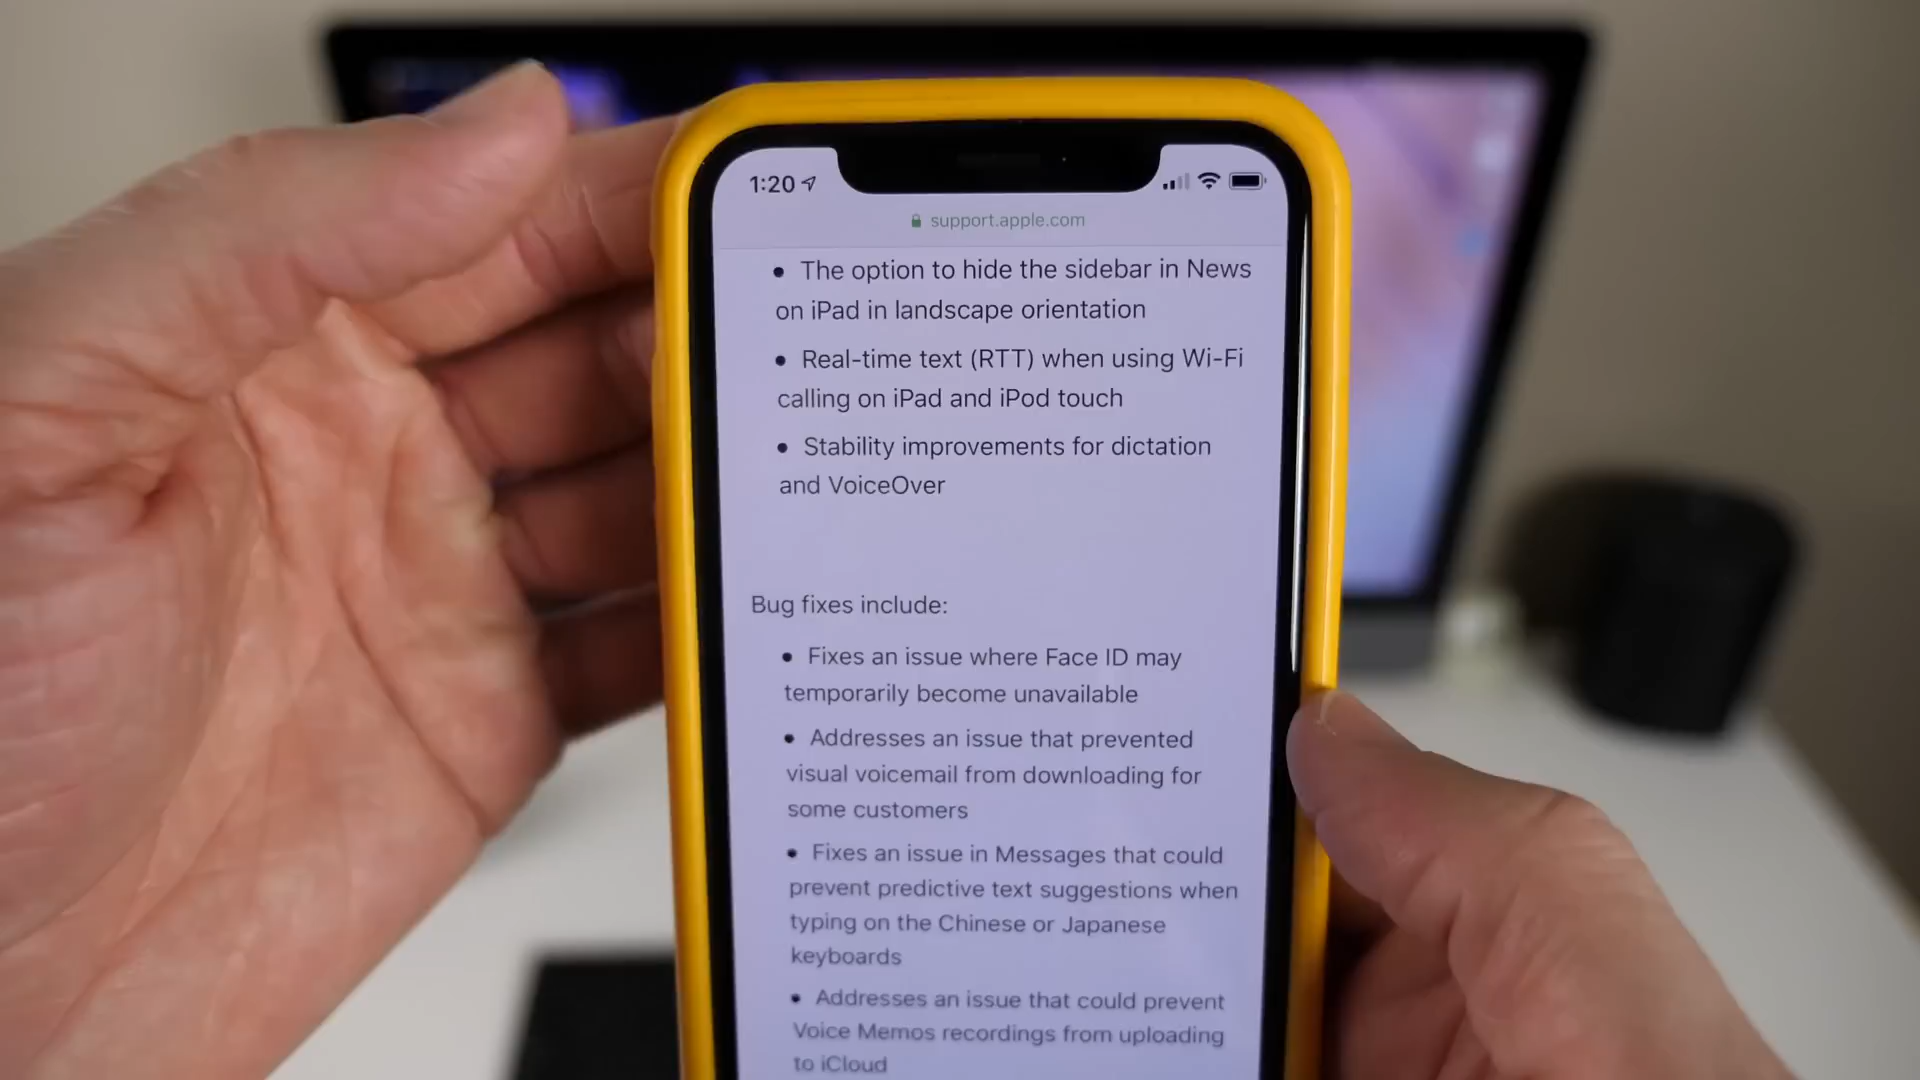 1:20
support.apple.com
• The option to hide the sidebar in News
on iPad in landscape orientation
• Real-time text (RTT) when using Wi-Fi
calling on iPad and iPod touch
• Stability improvements for dictation
and VoiceOver
Bug fixes include:
• Fixes an issue where Face ID may
temporarily become unavailable
• Addresses an issue that prevented
visual voicemail from downloading for
some customers
• Fixes an issue in Messages that could
prevent predictive text suggestions when
typing on the Chinese or Japanese
keyboards
• Addresses an issue that could prevent
Voice Memos recordings from uploading
to iCloud